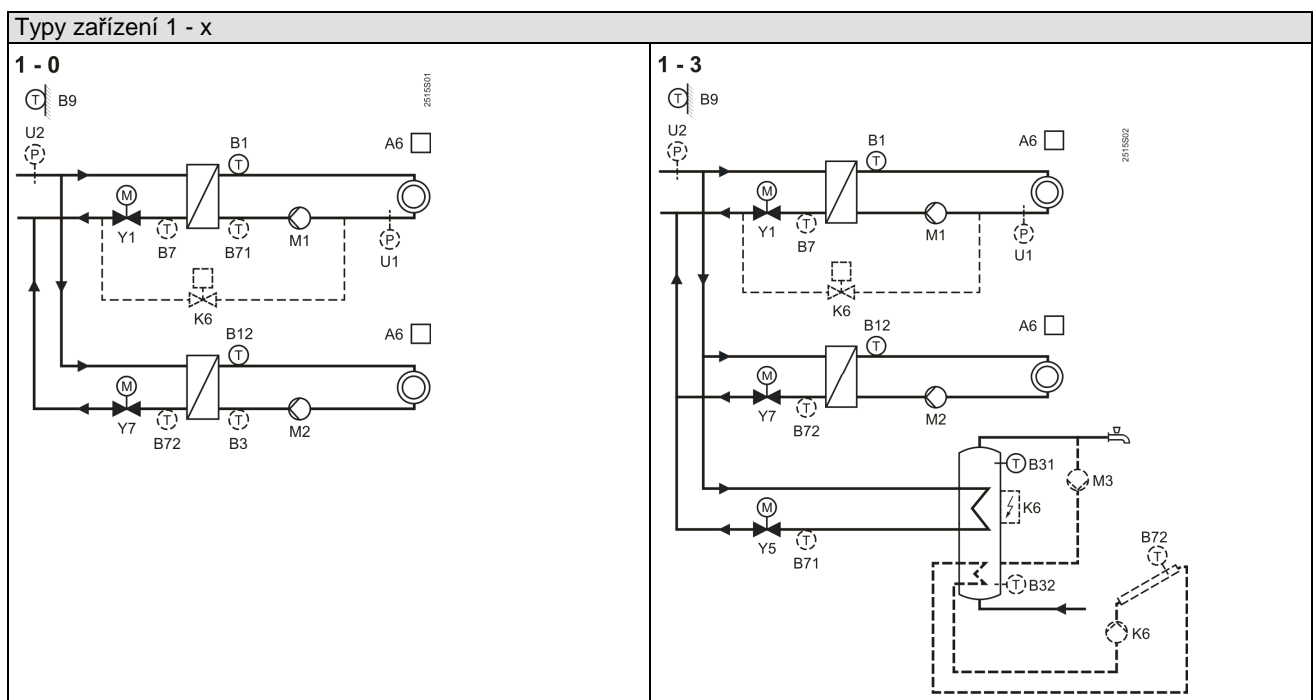 Typy zařízení 1 - x
1 - 0
T B9
2515S01
U2
P
B1
T
A6
M
Y1
T
B7
T
B71
M1
P
U1
K6
B12
T
A6
M
Y7
T
B72
T
B3
M2
1 - 3
T B9
2515S02
U2
P
B1
T
A6
M
Y1
T
B7
M1
P
U1
K6
B12
T
A6
M
Y7
T
B72
M2
T B31
M3
K6
M
Y5
T
B71
B72
T
T B32
K6